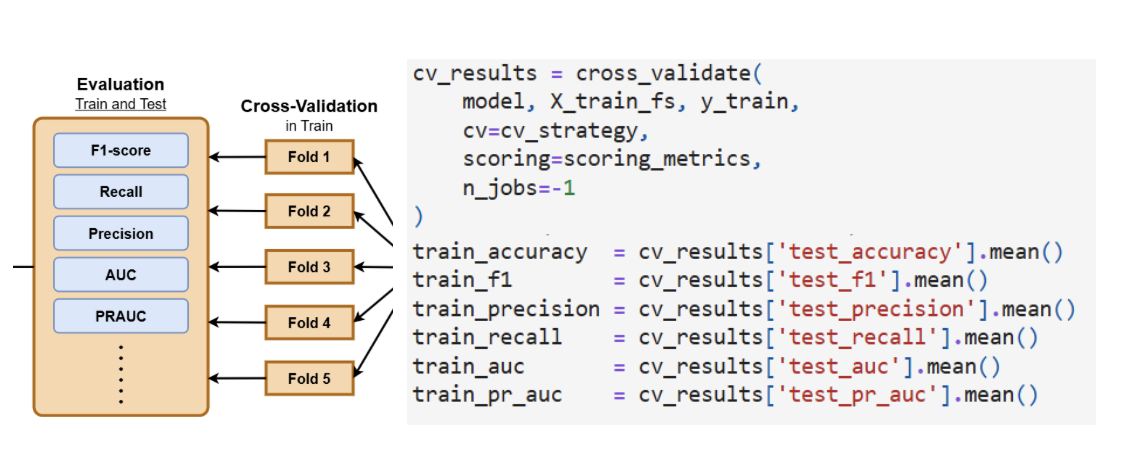 Evaluation
Train and Test
F1-score
Recall
Precision
AUC
PRAUC
Cross-Validation
in Train
Fold 1
Fold 2
Fold 3
Fold 4
Fold 5
cv_results = cross_validate(
    model, X_train_fs, y_train,
    cv=cv_strategy,
    scoring=scoring_metrics,
    n_jobs=-1
)
train_accuracy  = cv_results['test_accuracy'].mean()
train_f1        = cv_results['test_f1'].mean()
train_precision = cv_results['test_precision'].mean()
train_recall    = cv_results['test_recall'].mean()
train_auc       = cv_results['test_auc'].mean()
train_pr_auc    = cv_results['test_pr_auc'].mean()